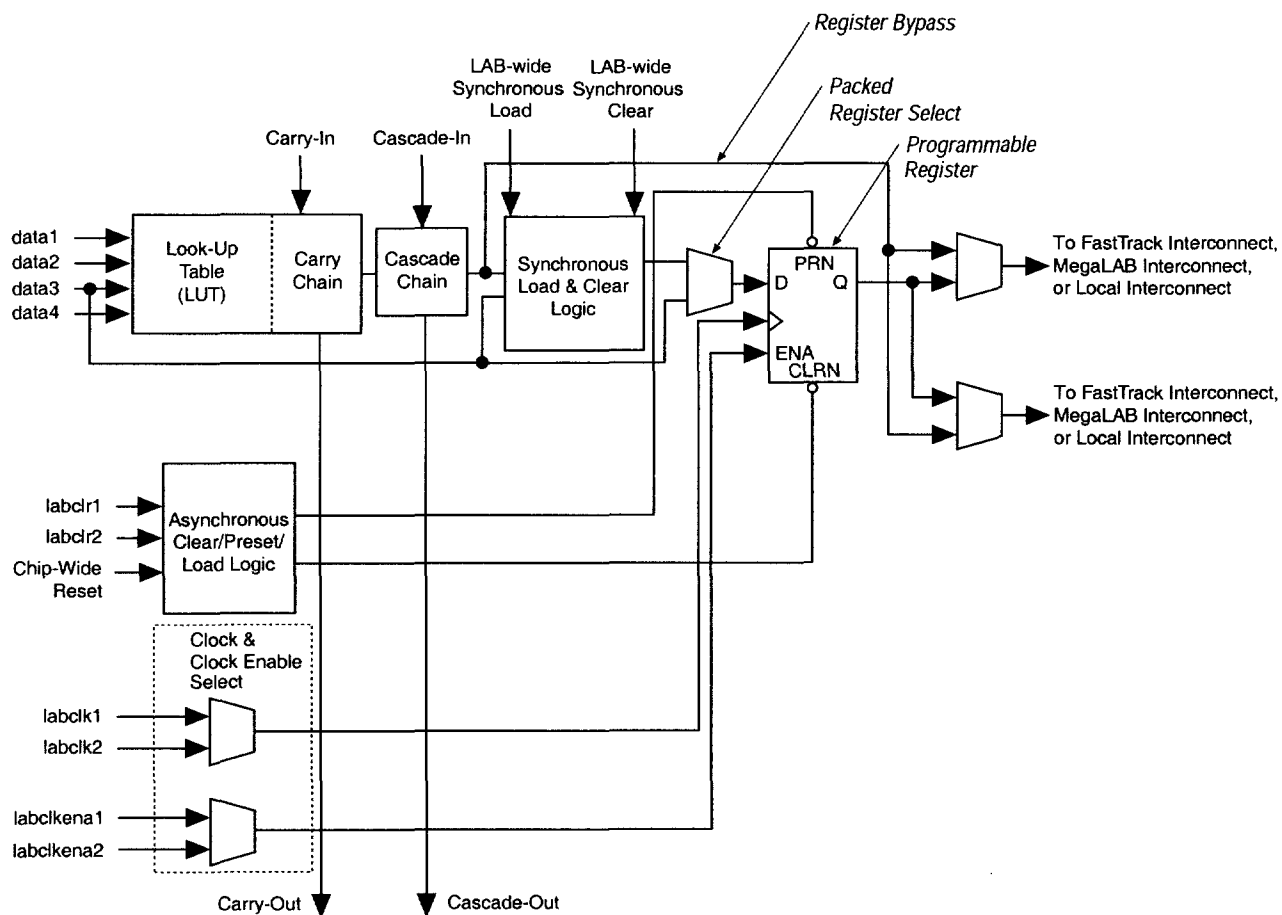 Register Bypass
LAB-wide
Synchronous
Load
LAB-wide
Synchronous
Clear
Packed
Register Select
Carry-In
Cascade-In
Programmable
Register
data1
data2
data3
data4
Look-Up
Table
(LUT)
Carry
Chain
Cascade
Chain
Synchronous
Load & Clear
Logic
PRN
D
Q
ENA
CLRN
To FastTrack Interconnect,
MegaLAB Interconnect,
or Local Interconnect
To FastTrack Interconnect,
MegaLAB Interconnect,
or Local Interconnect
labclr1
labclr2
Chip-Wide
Reset
Asynchronous
Clear/Preset/
Load Logic
Clock &
Clock Enable
Select
labclk1
labclk2
labclkena1
labclkena2
Carry-Out
Cascade-Out